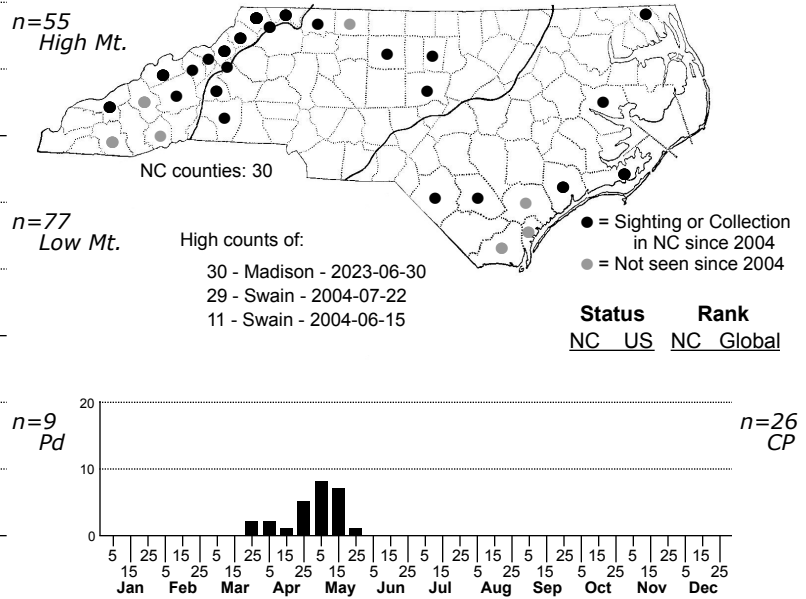 n=55
High Mt.
NC counties: 30
n=77
Low Mt.
High counts of:
30 - Madison - 2023-06-30
29 - Swain - 2004-07-22
11 - Swain - 2004-06-15
= Sighting or Collection
in NC since 2004
= Not seen since 2004
Status Rank
NC US NC Global
n=9
Pd
n=26
CP
20
10
0
5 25 15 5 25 15 5 25 15 5 25 15 5 25 15 5 25 15
15 5 25 15 5 25 15 5 25 15 5 25 15 5 25 15 5 25
Jan Feb Mar Apr May Jun Jul Aug Sep Oct Nov Dec